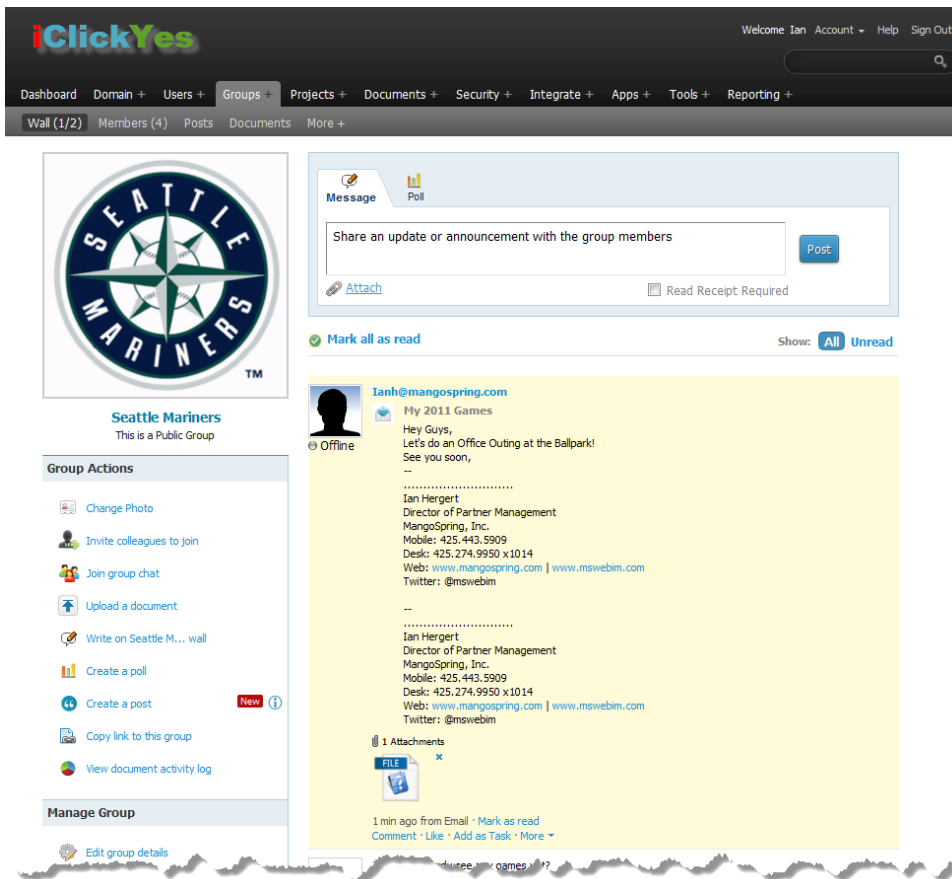 iClickYes
Welcome Ian Account Help Sign Out
Dashboard Domain + Users + Groups + Projects + Documents + Security + Integrate + Apps + Tools + Reporting +
Wall (1/2) Members (4) Posts Documents More +
SEATTLE MARINERS
TM
Seattle Mariners
This is a Public Group
Group Actions
Change Photo
Invite colleagues to join
Join group chat
Upload a document
Write on Seattle M... wall
Create a poll
Create a post New i
Copy link to this group
View document activity log
Manage Group
Edit group details
Message Poll
Share an update or announcement with the group members
Post
Attach Read Receipt Required
Mark all as read Show: All Unread
Ianh@mangospring.com
My 2011 Games
Offline
Hey Guys,
Let's do an Office Outing at the Ballpark!
See you soon,
--
............................
Ian Hergert
Director of Partner Management
MangoSpring, Inc.
Mobile: 425.443.5909
Desk: 425.274.9950 x1014
Web: www.mangospring.com | www.mswebim.com
Twitter: @mswebim
--
............................
Ian Hergert
Director of Partner Management
MangoSpring, Inc.
Mobile: 425.443.5909
Desk: 425.274.9950 x1014
Web: www.mangospring.com | www.mswebim.com
Twitter: @mswebim
1 Attachments
FILE
1 min ago from Email · Mark as read
Comment · Like · Add as Task · More
see games